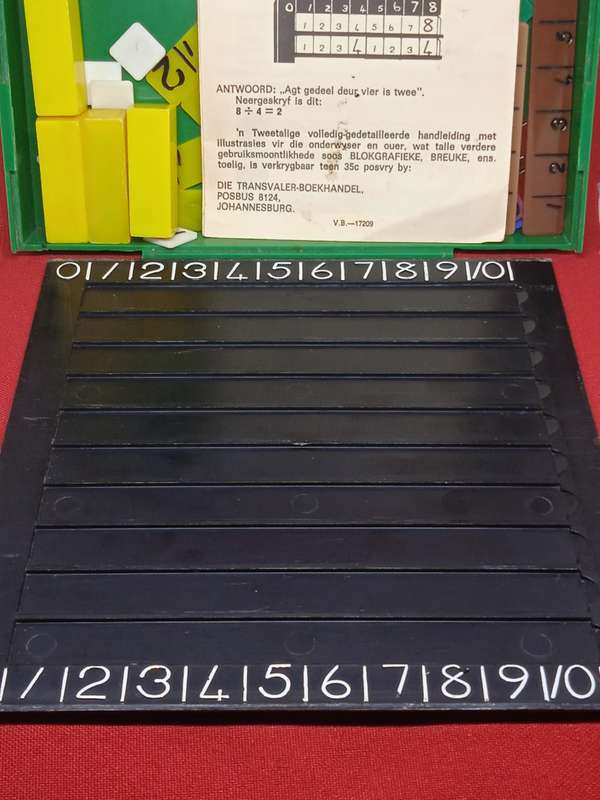 0 1 2 3 4 5 6 7 8
1 2 3 4 5 6 7 8
1 2 3 4 1 2 3 4
ANTWOORD: „Agt gedeel deur vier is twee".
Neergeskryf is dit:
8 ÷ 4 = 2
'n Tweetalige volledig-gedetailleerde handleiding met
illustrasies vir die onderwyser en ouer, wat talle verdere
gebruiksmoontlikhede soos BLOKGRAFIEKE, BREUKE, ens.
toelig, is verkrygbaar teen 35c posvry by:
DIE TRANSVALER-BOEKHANDEL,
POSBUS 8124,
JOHANNESBURG.
V.B.—17209
2
3
2
0|1|2|3|4|5|6|7|8|9|10|
|1|2|3|4|5|6|7|8|9|10